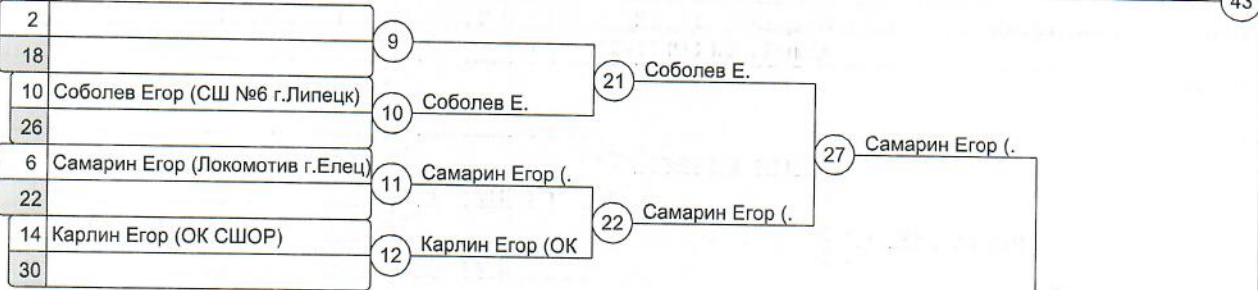 43
2
9
18
Соболев Е.
21
10 Соболев Егор (СШ №6 г.Липецк)
10 Соболев Е.
26
27 Самарин Егор (.
6 Самарин Егор (Локомотив г.Елец)
11 Самарин Егор (.
22
22 Самарин Егор (.
14 Карлин Егор (ОК СШОР)
12 Карлин Егор (ОК
30